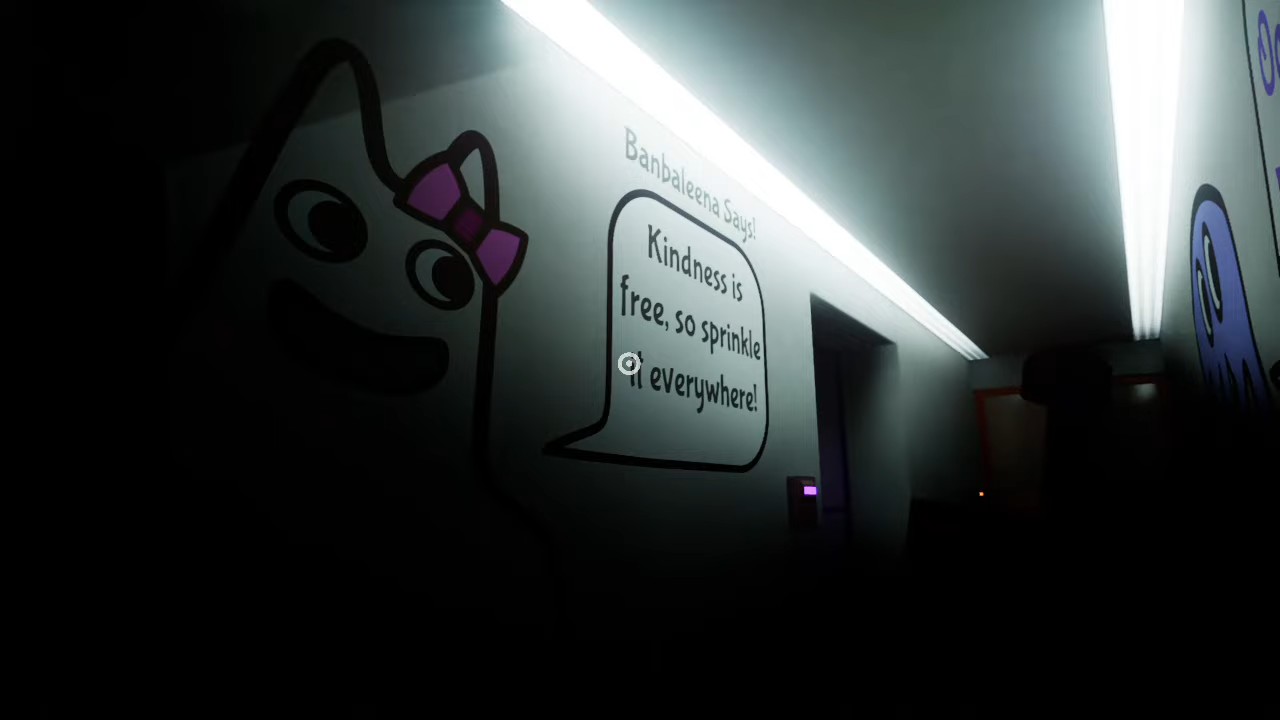 Banbaleena Says!
Kindness is
free, so sprinkle
it everywhere!